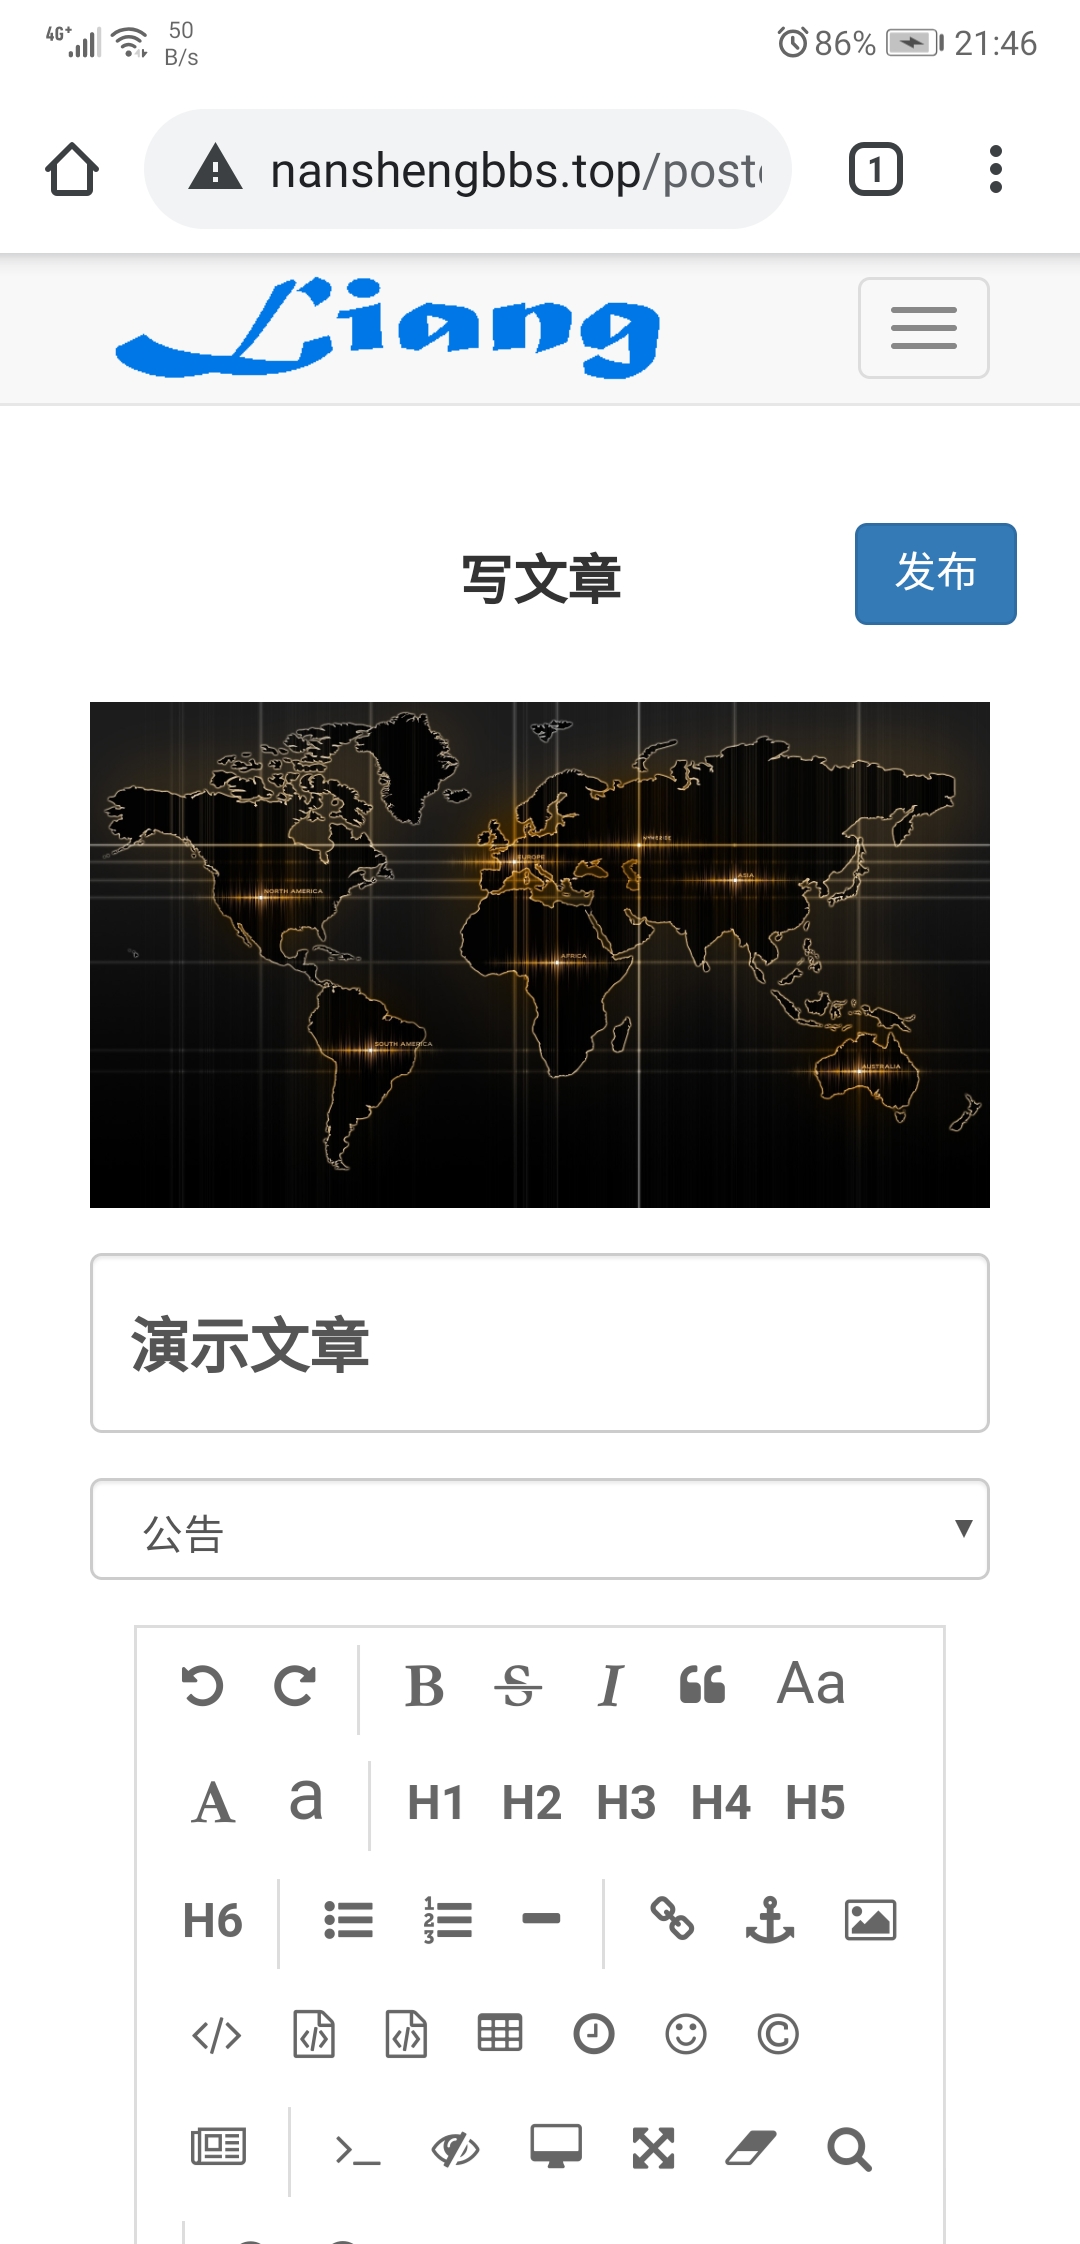 4G+
50
B/s
86%
21:46
nanshengbbs.top/post
1
Liang
写文章
发布
NORTH AMERICA
EUROPE
ASIA
AFRICA
SOUTH AMERICA
AUSTRALIA
演示文章
公告
B S I Aa
A a H1 H2 H3 H4 H5
H6